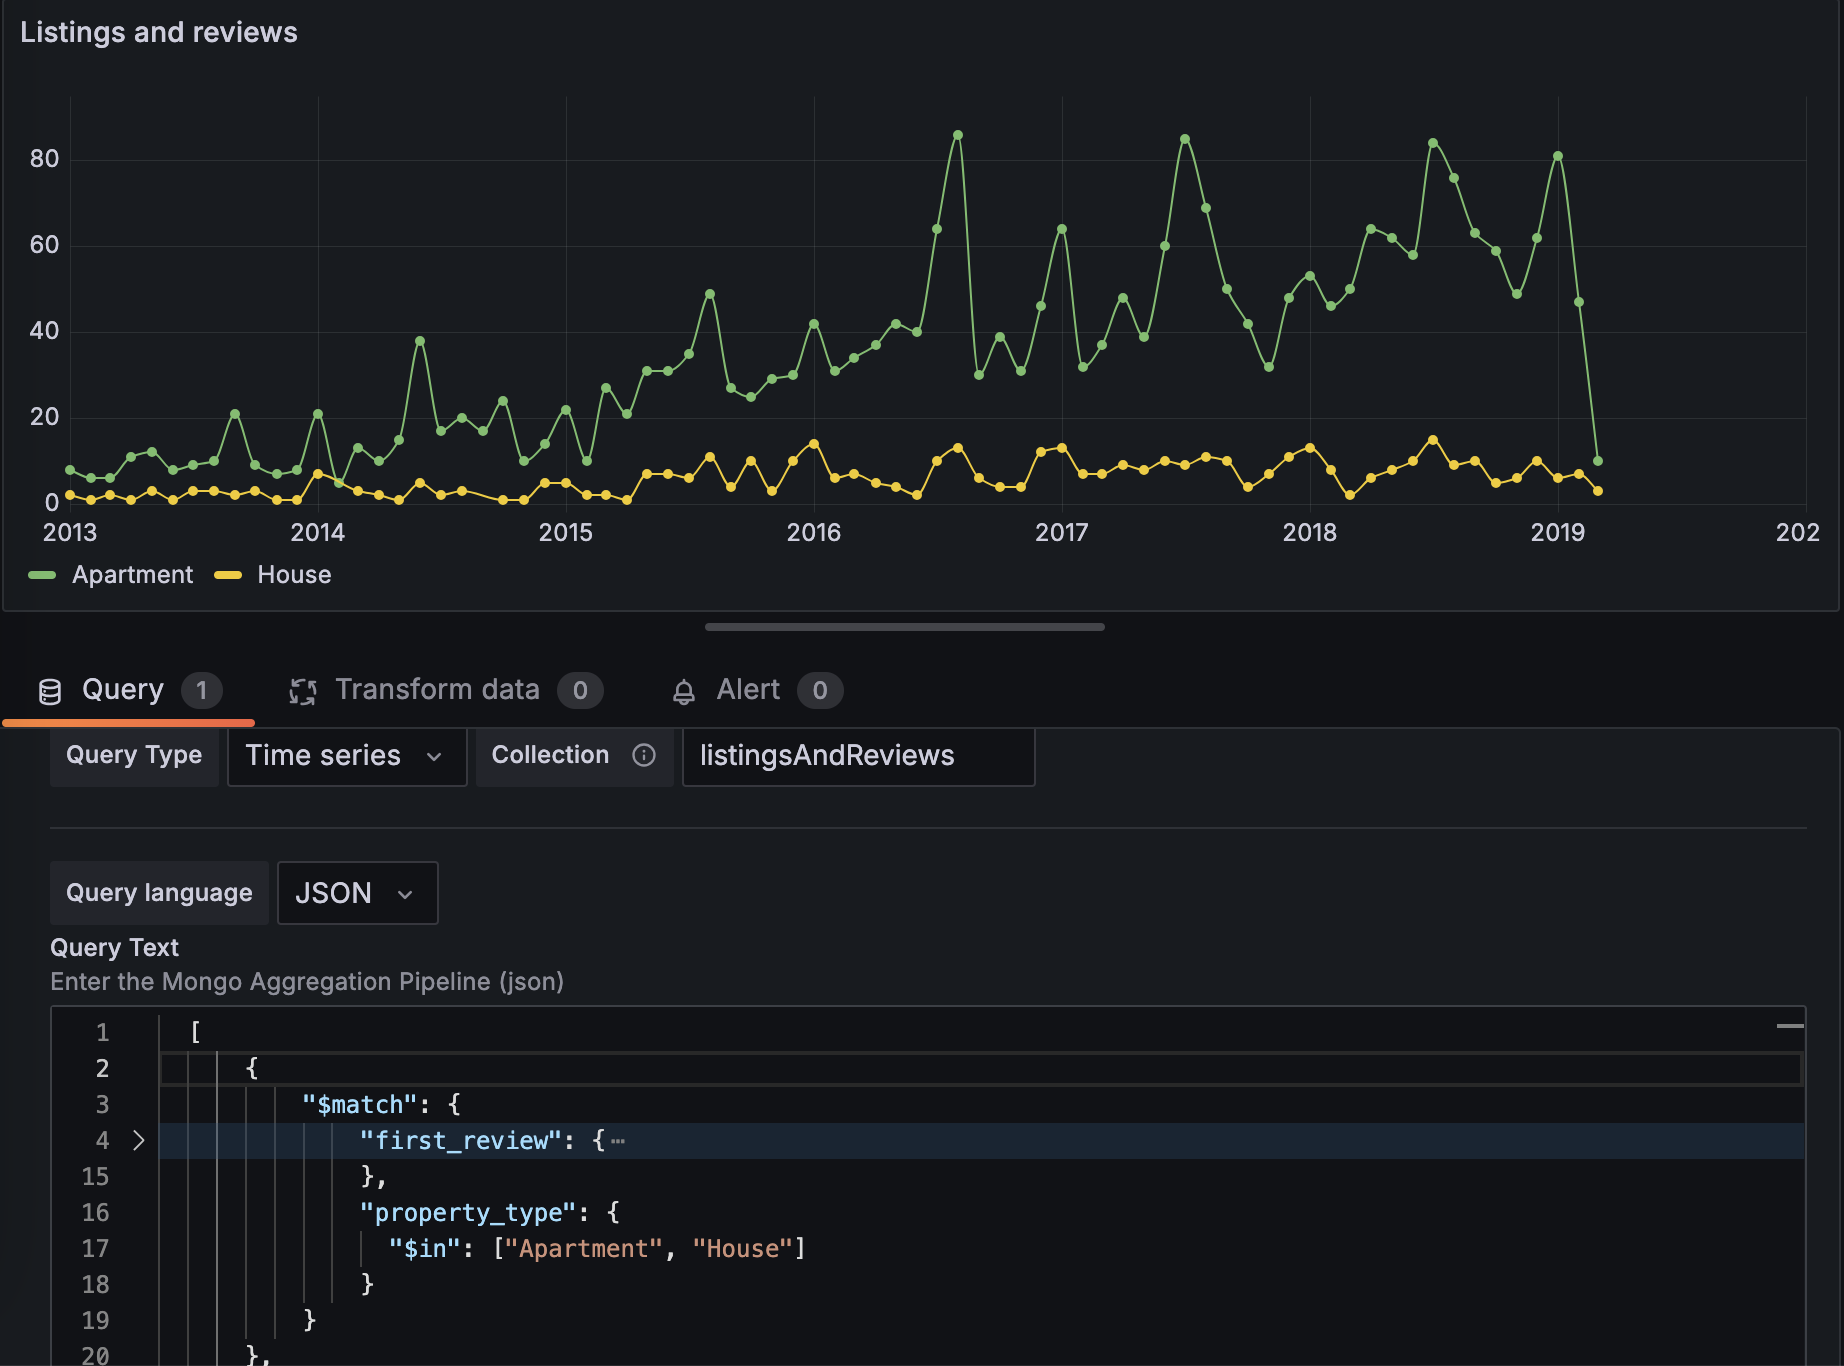 Listings and reviews
80
60
40
20
0
2013 2014 2015 2016 2017 2018 2019 202
Apartment House
Query 1 Transform data 0 Alert 0
Query Type Time series Collection listingsAndReviews
Query language JSON
Query Text
Enter the Mongo Aggregation Pipeline (json)
1 [
2 {
3 "$match": {
4 "first_review": {⋯
15 },
16 "property_type": {
17 "$in": ["Apartment", "House"]
18 }
19 }
20 },